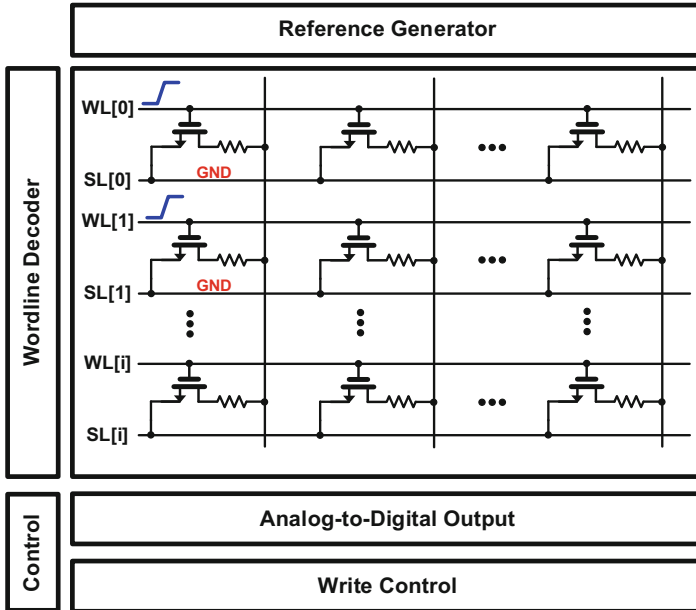 Reference Generator
Wordline Decoder
WL[0]
SL[0]
GND
WL[1]
SL[1]
GND
WL[i]
SL[i]
Control
Analog-to-Digital Output
Write Control